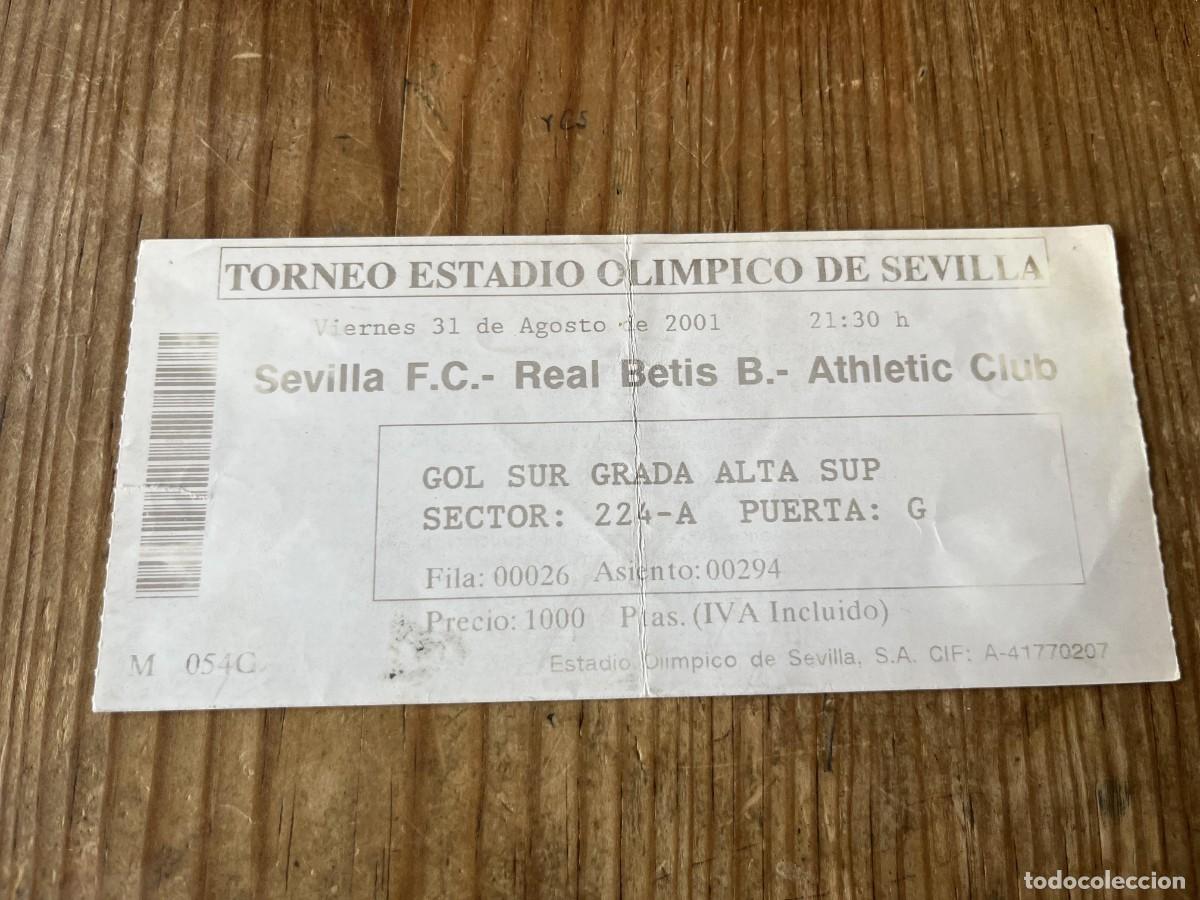 TORNEO ESTADIO OLIMPICO DE SEVILLA
Viernes 31 de Agosto de 2001 21:30 h
Sevilla F.C.- Real Betis B.- Athletic Club
GOL SUR GRADA ALTA SUP
SECTOR: 224-A PUERTA: G
Fila: 00026 Asiento: 00294
Precio: 1000 Ptas. (IVA Incluido)
M 054C
Estadio Olimpico de Sevilla, S.A. CIF: A-41770207
todocoleccion